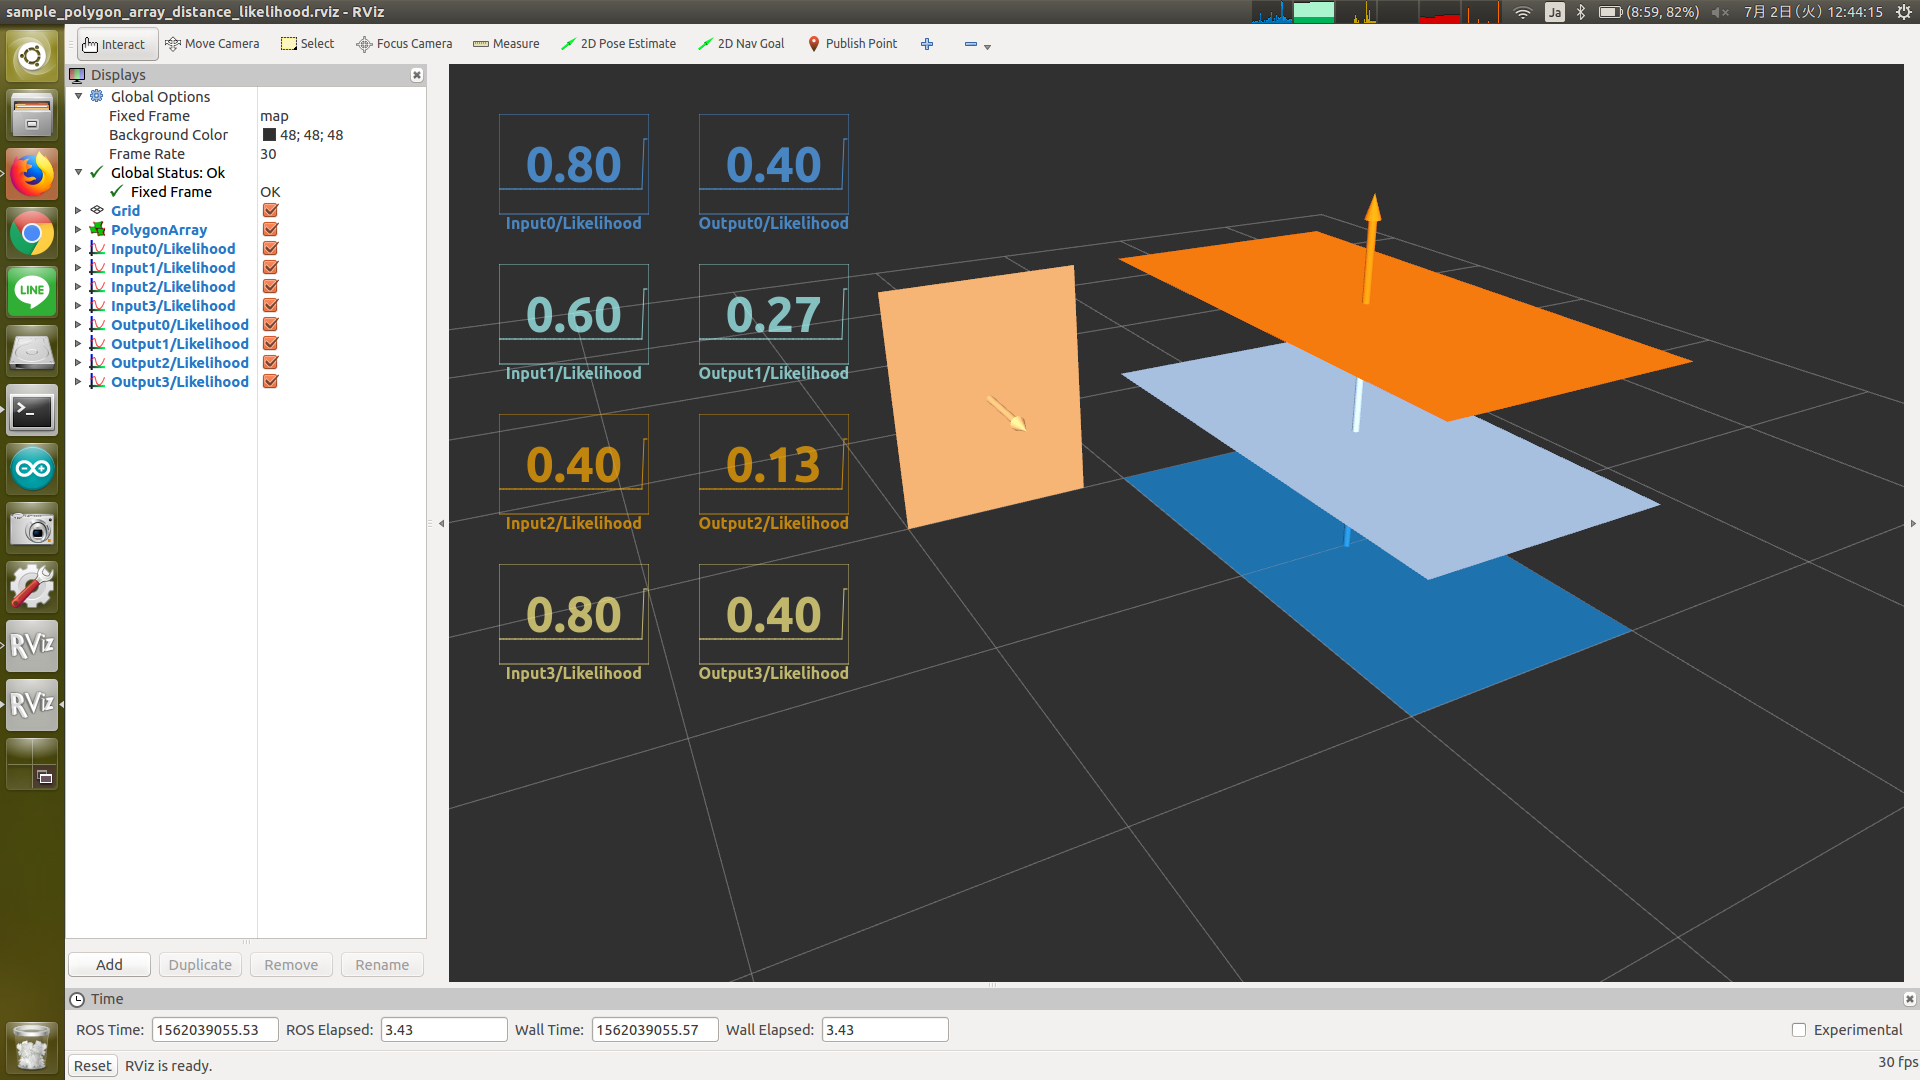 sample_polygon_array_distance_likelihood.rviz - RViz
Ja
(8:59, 82%)
7月 2日(火) 12:44:15
Interact
Move Camera
Select
Focus Camera
Measure
2D Pose Estimate
2D Nav Goal
Publish Point
Displays
Global Options
Fixed Frame map
Background Color 48; 48; 48
Frame Rate 30
Global Status: Ok
Fixed Frame OK
Grid
PolygonArray
Input0/Likelihood
Input1/Likelihood
Input2/Likelihood
Input3/Likelihood
Output0/Likelihood
Output1/Likelihood
Output2/Likelihood
Output3/Likelihood
LINE
RViz
RViz
0.80 0.40
Input0/Likelihood Output0/Likelihood
0.60 0.27
Input1/Likelihood Output1/Likelihood
0.40 0.13
Input2/Likelihood Output2/Likelihood
0.80 0.40
Input3/Likelihood Output3/Likelihood
Add Duplicate Remove Rename
Time
ROS Time: 1562039055.53 ROS Elapsed: 3.43 Wall Time: 1562039055.57 Wall Elapsed: 3.43 Experimental
Reset RViz is ready. 30 fps